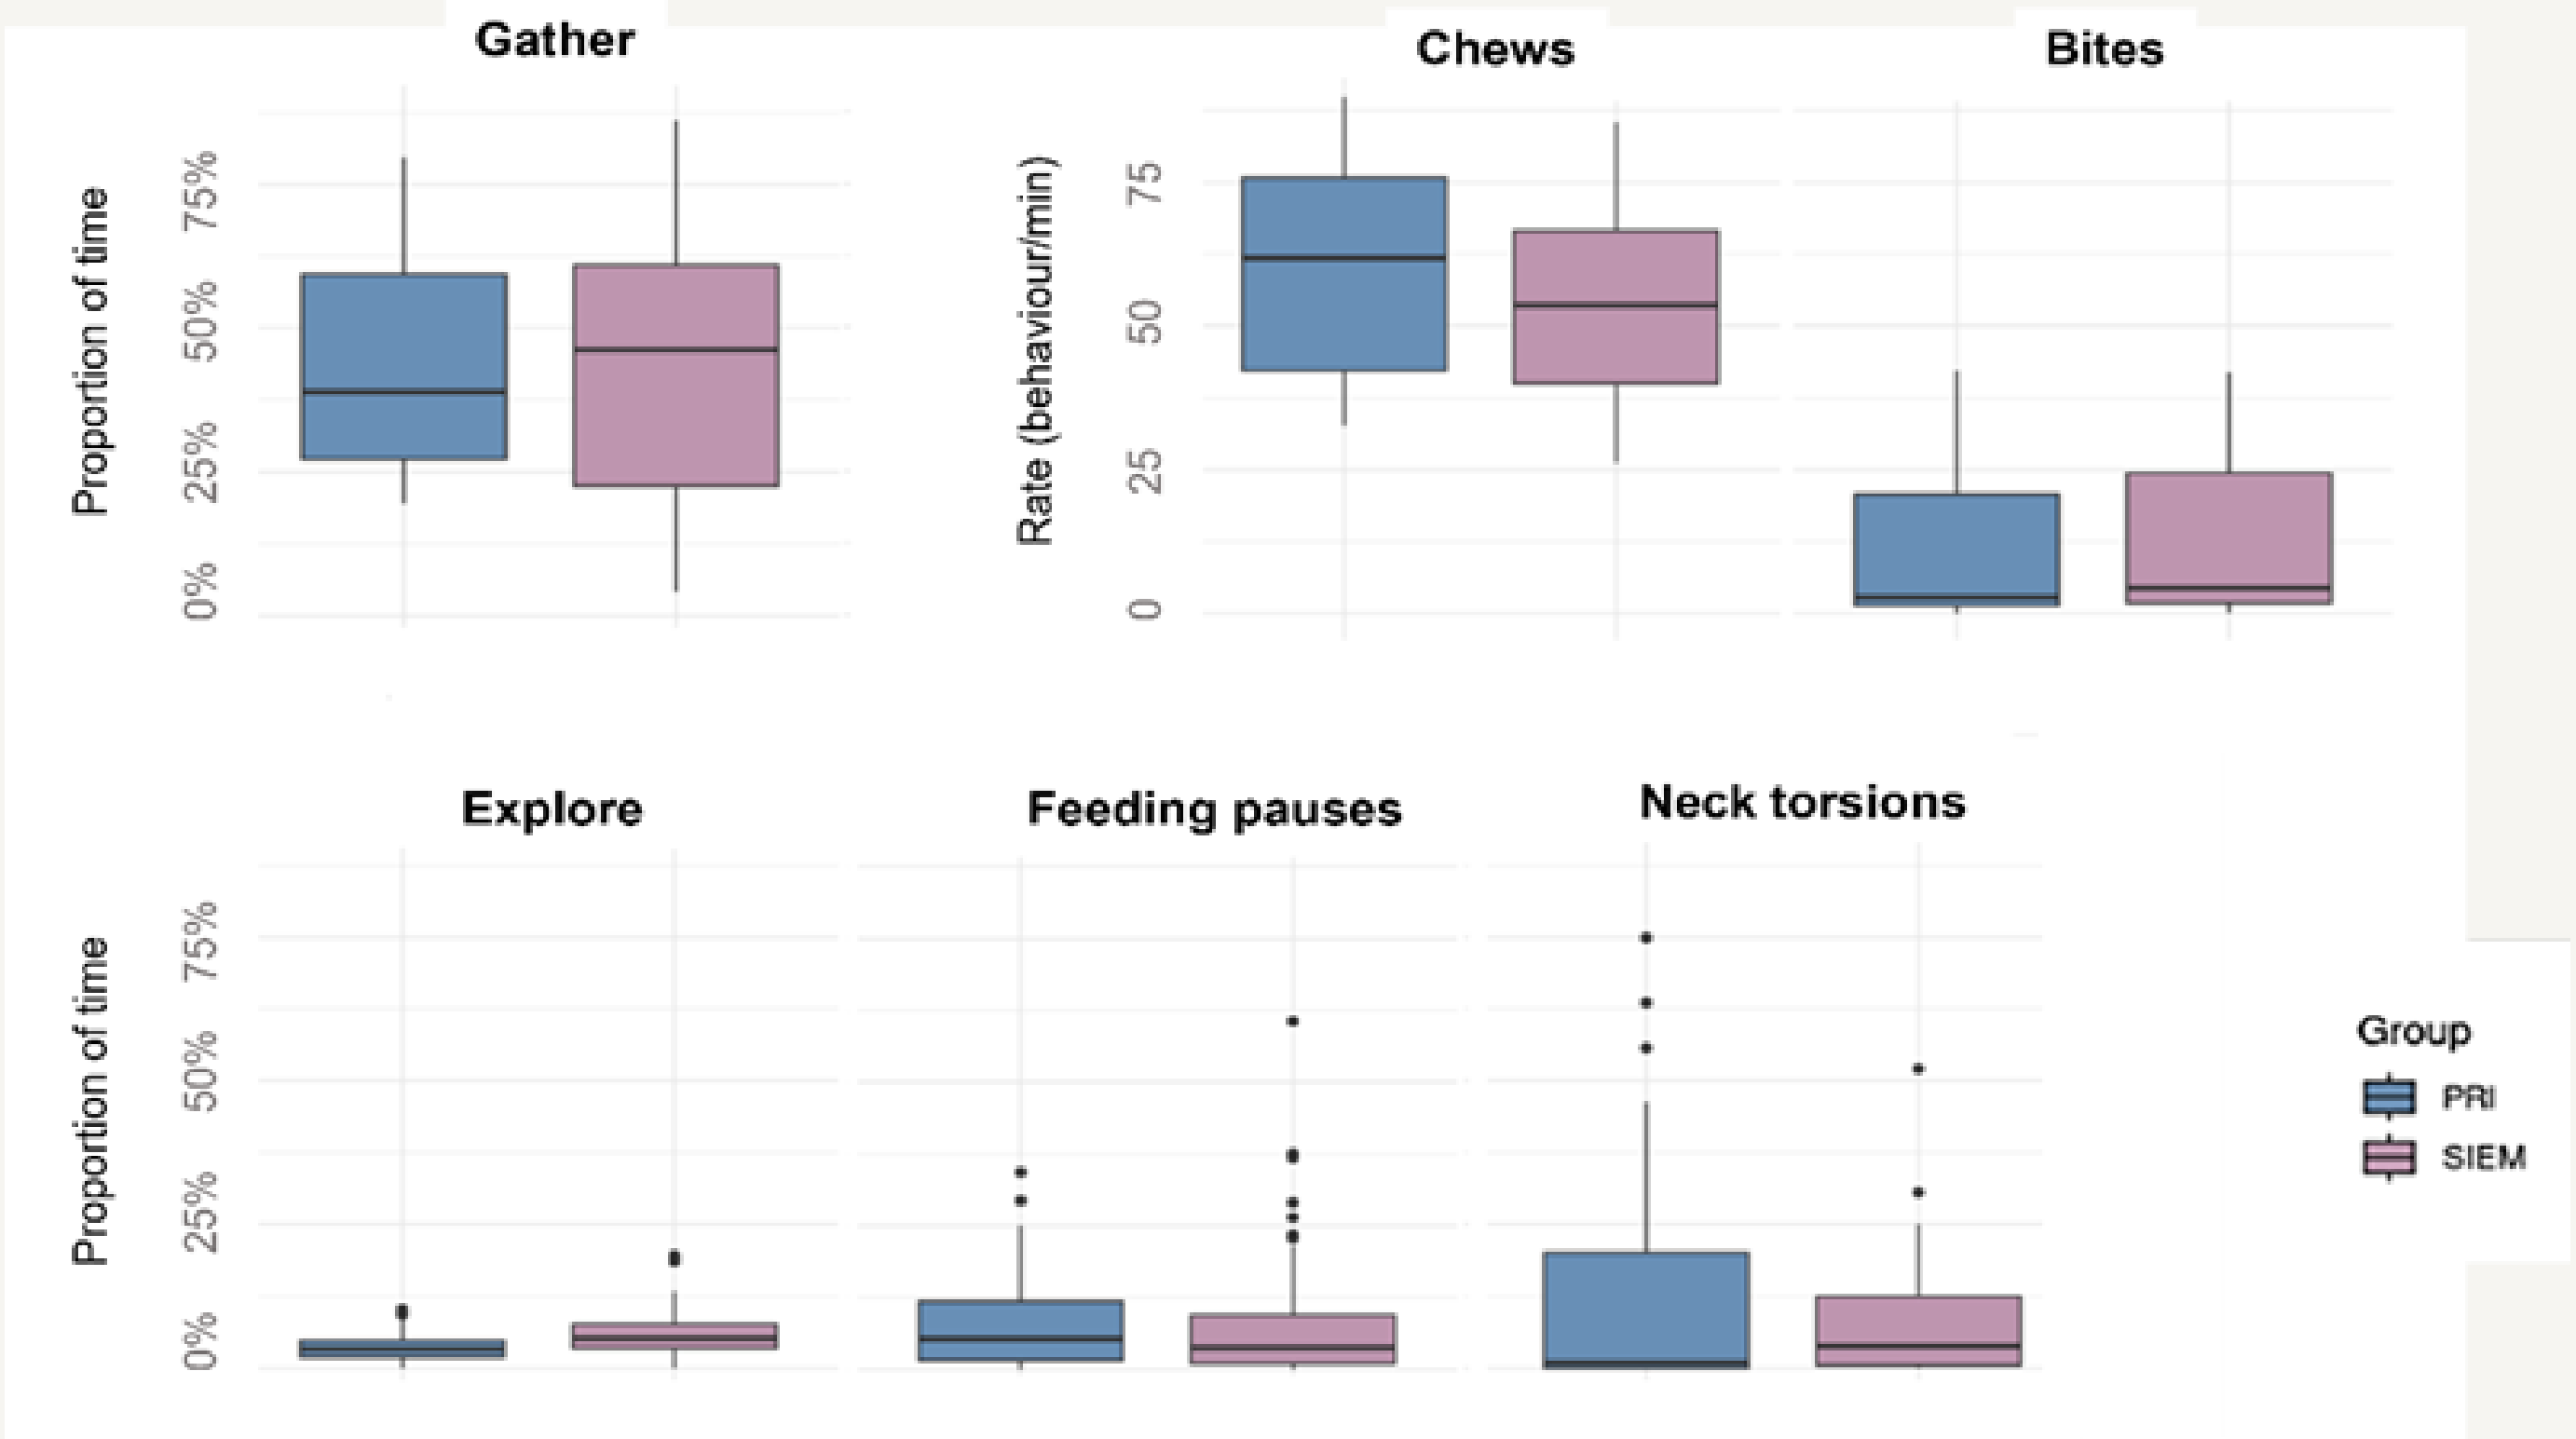 Gather
Chews
Bites
Proportion of time
75%
50%
25%
0%
Rate (behaviour/min)
75
50
25
0
Explore
Feeding pauses
Neck torsions
Proportion of time
75%
50%
25%
0%
Group
PRI
SIEM